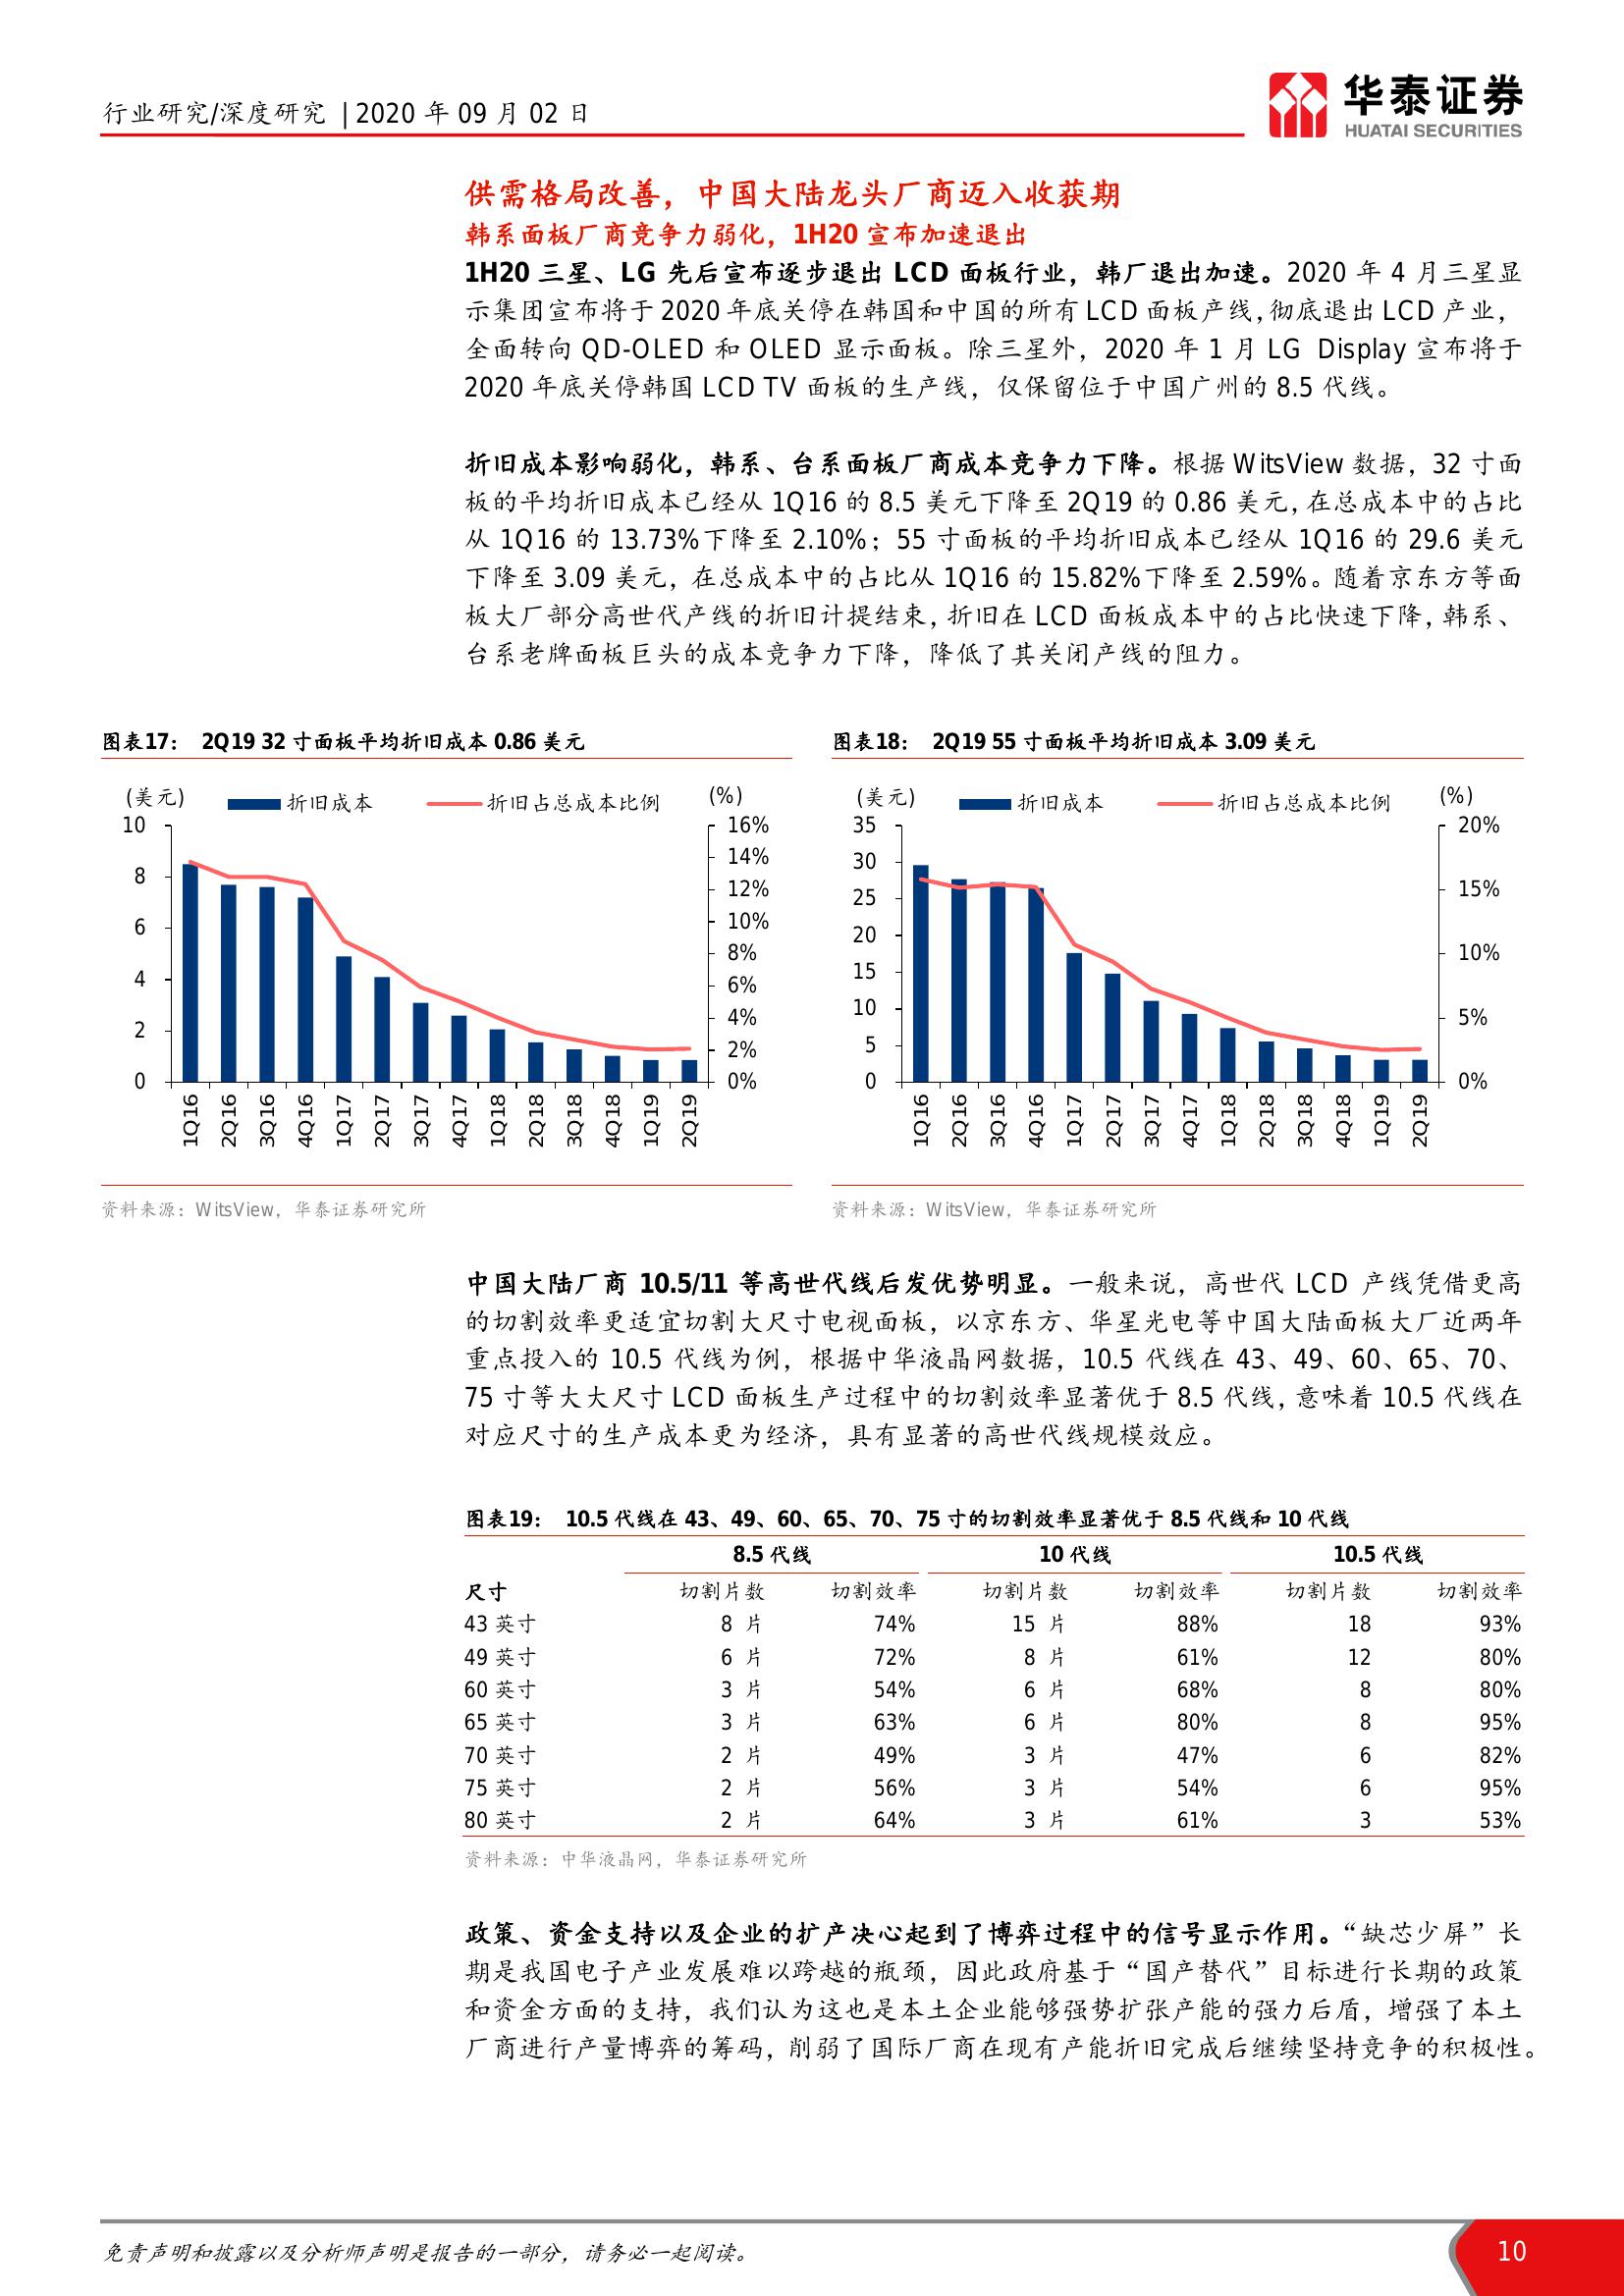 行业研究/深度研究 | 2020 年 09 月 02 日
华泰证券
HUATAI SECURITIES
供需格局改善，中国大陆龙头厂商迈入收获期
韩系面板厂商竞争力弱化，1H20 宣布加速退出
1H20 三星、LG 先后宣布逐步退出 LCD 面板行业，韩厂退出加速。2020 年 4 月三星显
示集团宣布将于 2020 年底关停在韩国和中国的所有 LCD 面板产线，彻底退出 LCD 产业，
全面转向 QD-OLED 和 OLED 显示面板。除三星外，2020 年 1 月 LG Display 宣布将于
2020 年底关停韩国 LCD TV 面板的生产线，仅保留位于中国广州的 8.5 代线。
折旧成本影响弱化，韩系、台系面板厂商成本竞争力下降。根据 WitsView 数据，32 寸面
板的平均折旧成本已经从 1Q16 的 8.5 美元下降至 2Q19 的 0.86 美元，在总成本中的占比
从 1Q16 的 13.73%下降至 2.10%；55 寸面板的平均折旧成本已经从 1Q16 的 29.6 美元
下降至 3.09 美元，在总成本中的占比从 1Q16 的 15.82%下降至 2.59%。随着京东方等面
板大厂部分高世代产线的折旧计提结束，折旧在 LCD 面板成本中的占比快速下降，韩系、
台系老牌面板巨头的成本竞争力下降，降低了其关闭产线的阻力。
图表17： 2Q19 32 寸面板平均折旧成本 0.86 美元
(美元) 折旧成本 折旧占总成本比例 (%)
10 16%
14%
8 12%
6 10%
8%
4 6%
4%
2 2%
0 0%
1Q16 2Q16 3Q16 4Q16 1Q17 2Q17 3Q17 4Q17 1Q18 2Q18 3Q18 4Q18 1Q19 2Q19
资料来源：WitsView，华泰证券研究所
图表18： 2Q19 55 寸面板平均折旧成本 3.09 美元
(美元) 折旧成本 折旧占总成本比例 (%)
35 20%
30
25 15%
20
15 10%
10
5 5%
0 0%
1Q16 2Q16 3Q16 4Q16 1Q17 2Q17 3Q17 4Q17 1Q18 2Q18 3Q18 4Q18 1Q19 2Q19
资料来源：WitsView，华泰证券研究所
中国大陆厂商 10.5/11 等高世代线后发优势明显。一般来说，高世代 LCD 产线凭借更高
的切割效率更适宜切割大尺寸电视面板，以京东方、华星光电等中国大陆面板大厂近两年
重点投入的 10.5 代线为例，根据中华液晶网数据，10.5 代线在 43、49、60、65、70、
75 寸等大大尺寸 LCD 面板生产过程中的切割效率显著优于 8.5 代线，意味着 10.5 代线在
对应尺寸的生产成本更为经济，具有显著的高世代线规模效应。
图表19： 10.5 代线在 43、49、60、65、70、75 寸的切割效率显著优于 8.5 代线和 10 代线
8.5 代线 10 代线 10.5 代线
尺寸 切割片数 切割效率 切割片数 切割效率 切割片数 切割效率
43 英寸 8 片 74% 15 片 88% 18 93%
49 英寸 6 片 72% 8 片 61% 12 80%
60 英寸 3 片 54% 6 片 68% 8 80%
65 英寸 3 片 63% 6 片 80% 8 95%
70 英寸 2 片 49% 3 片 47% 6 82%
75 英寸 2 片 56% 3 片 54% 6 95%
80 英寸 2 片 64% 3 片 61% 3 53%
资料来源：中华液晶网，华泰证券研究所
政策、资金支持以及企业的扩产决心起到了博弈过程中的信号显示作用。“缺芯少屏”长
期是我国电子产业发展难以跨越的瓶颈，因此政府基于“国产替代”目标进行长期的政策
和资金方面的支持，我们认为这也是本土企业能够强势扩张产能的强力后盾，增强了本土
厂商进行产量博弈的筹码，削弱了国际厂商在现有产能折旧完成后继续坚持竞争的积极性。
免责声明和披露以及分析师声明是报告的一部分，请务必一起阅读。
10